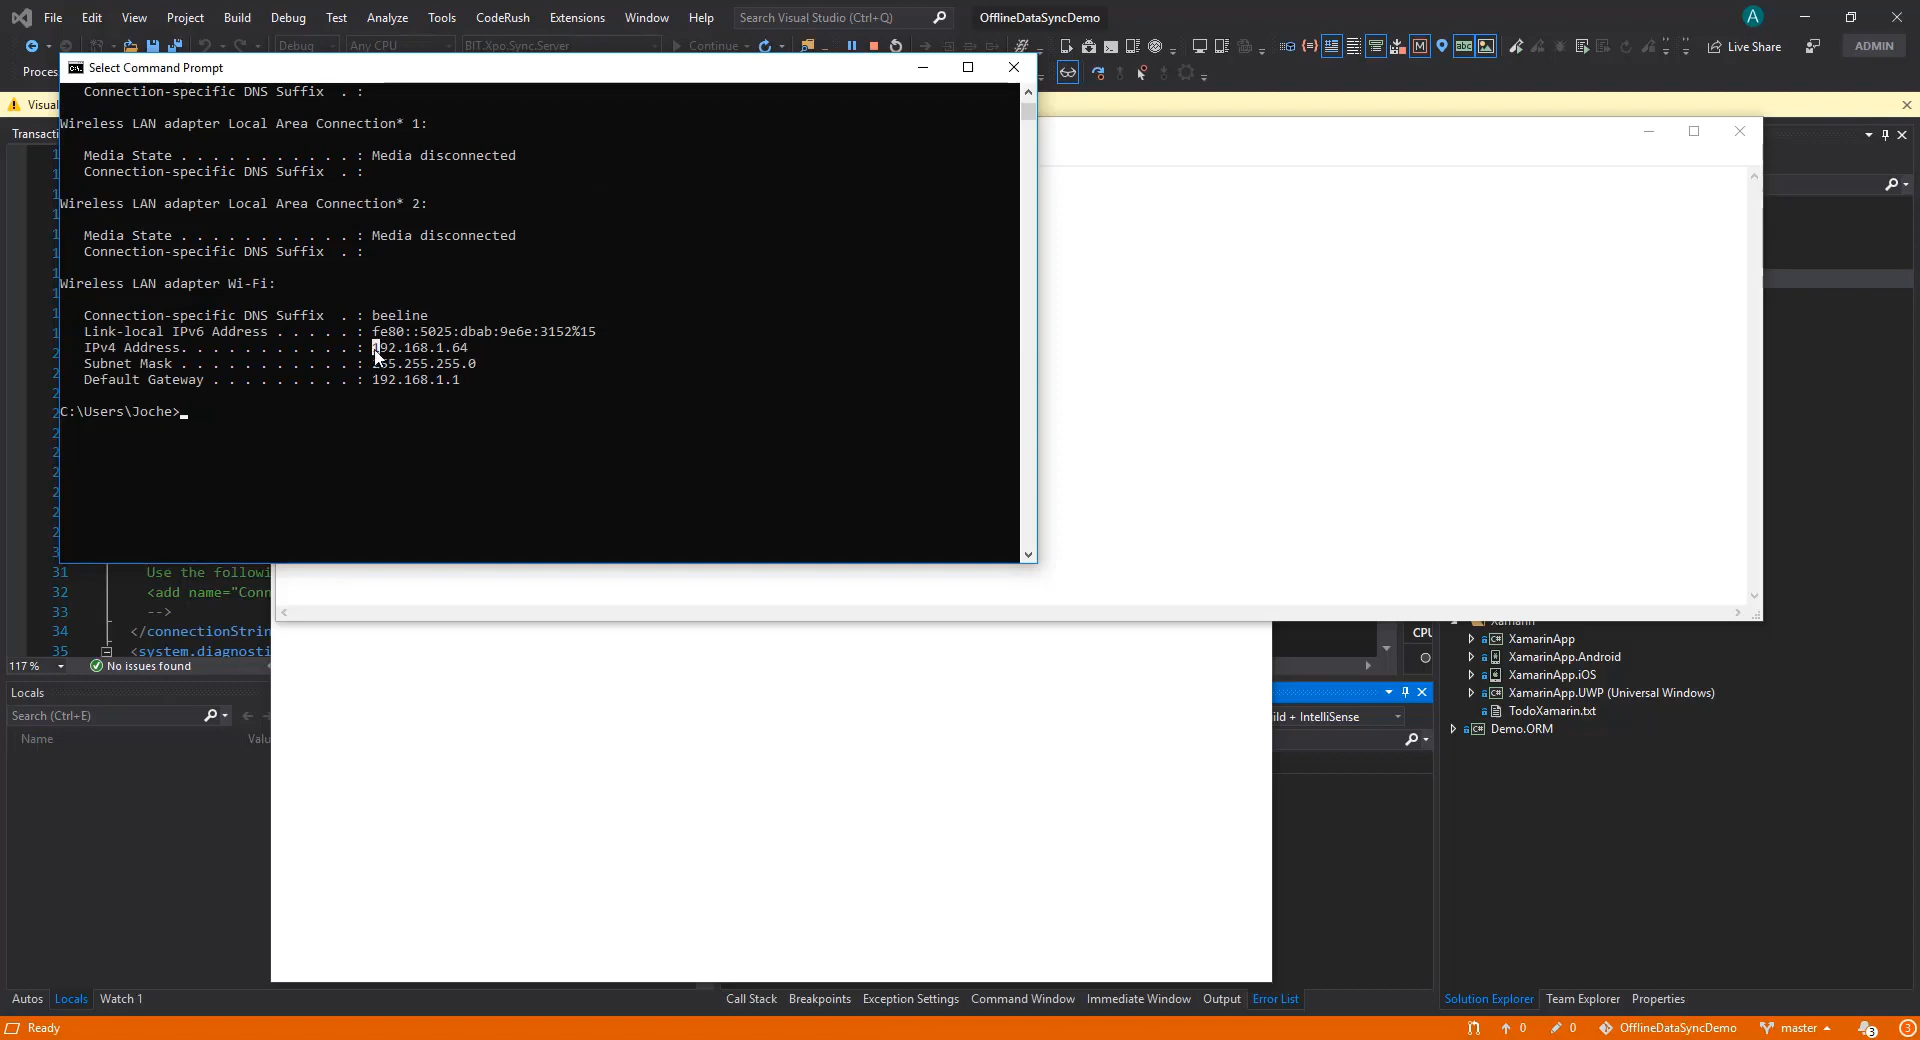 File Edit View Project Build Debug Test Analyze Tools CodeRush Extensions Window Help Search Visual Studio (Ctrl+Q) OfflineDataSyncDemo A
Debug Any CPU BIT.Xpo.Sync.Server Continue Live Share ADMIN
Proces
Select Command Prompt
Visual
Transacti
Connection-specific DNS Suffix . :
Wireless LAN adapter Local Area Connection* 1:
Media State . . . . . . . . . . . : Media disconnected
Connection-specific DNS Suffix . :
Wireless LAN adapter Local Area Connection* 2:
Media State . . . . . . . . . . . : Media disconnected
Connection-specific DNS Suffix . :
Wireless LAN adapter Wi-Fi:
Connection-specific DNS Suffix . : beeline
Link-local IPv6 Address . . . . . : fe80::5025:dbab:9e6e:3152%15
IPv4 Address. . . . . . . . . . . : 192.168.1.64
Subnet Mask . . . . . . . . . . . : 255.255.255.0
Default Gateway . . . . . . . . . : 192.168.1.1
C:\Users\Joche>
31 Use the followi
32 <add name="Conn
33 -->
34 </connectionStrin
35 <system.diagnosti
117 % No issues found
CPU
XamarinApp
XamarinApp.Android
XamarinApp.iOS
XamarinApp.UWP (Universal Windows)
TodoXamarin.txt
Demo.ORM
Locals
Search (Ctrl+E)
Name Valu
ild + IntelliSense
Autos Locals Watch 1
Call Stack Breakpoints Exception Settings Command Window Immediate Window Output Error List
Solution Explorer Team Explorer Properties
Ready 0 0 OfflineDataSyncDemo master 3 3